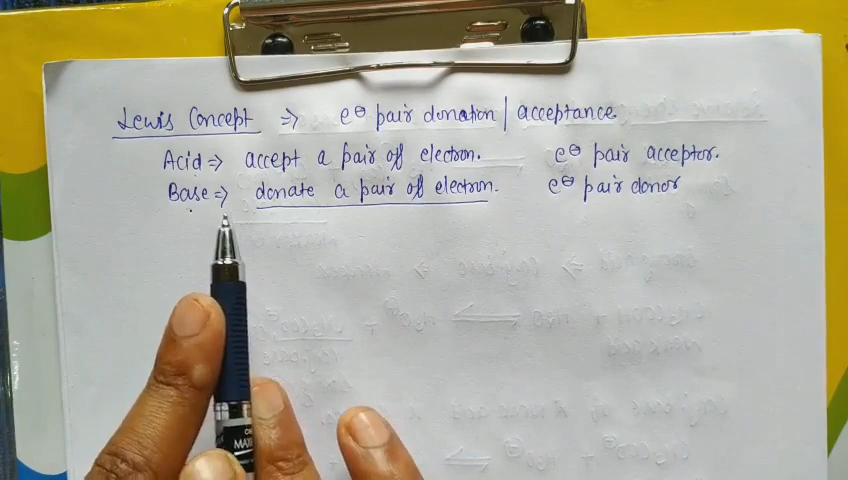 Lewis Concept ⇒ e⊖ pair donation | acceptance.
Acid ⇒ accept a pair of electron. e⊖ pair acceptor.
Base ⇒ donate a pair of electron. e⊖ pair donor